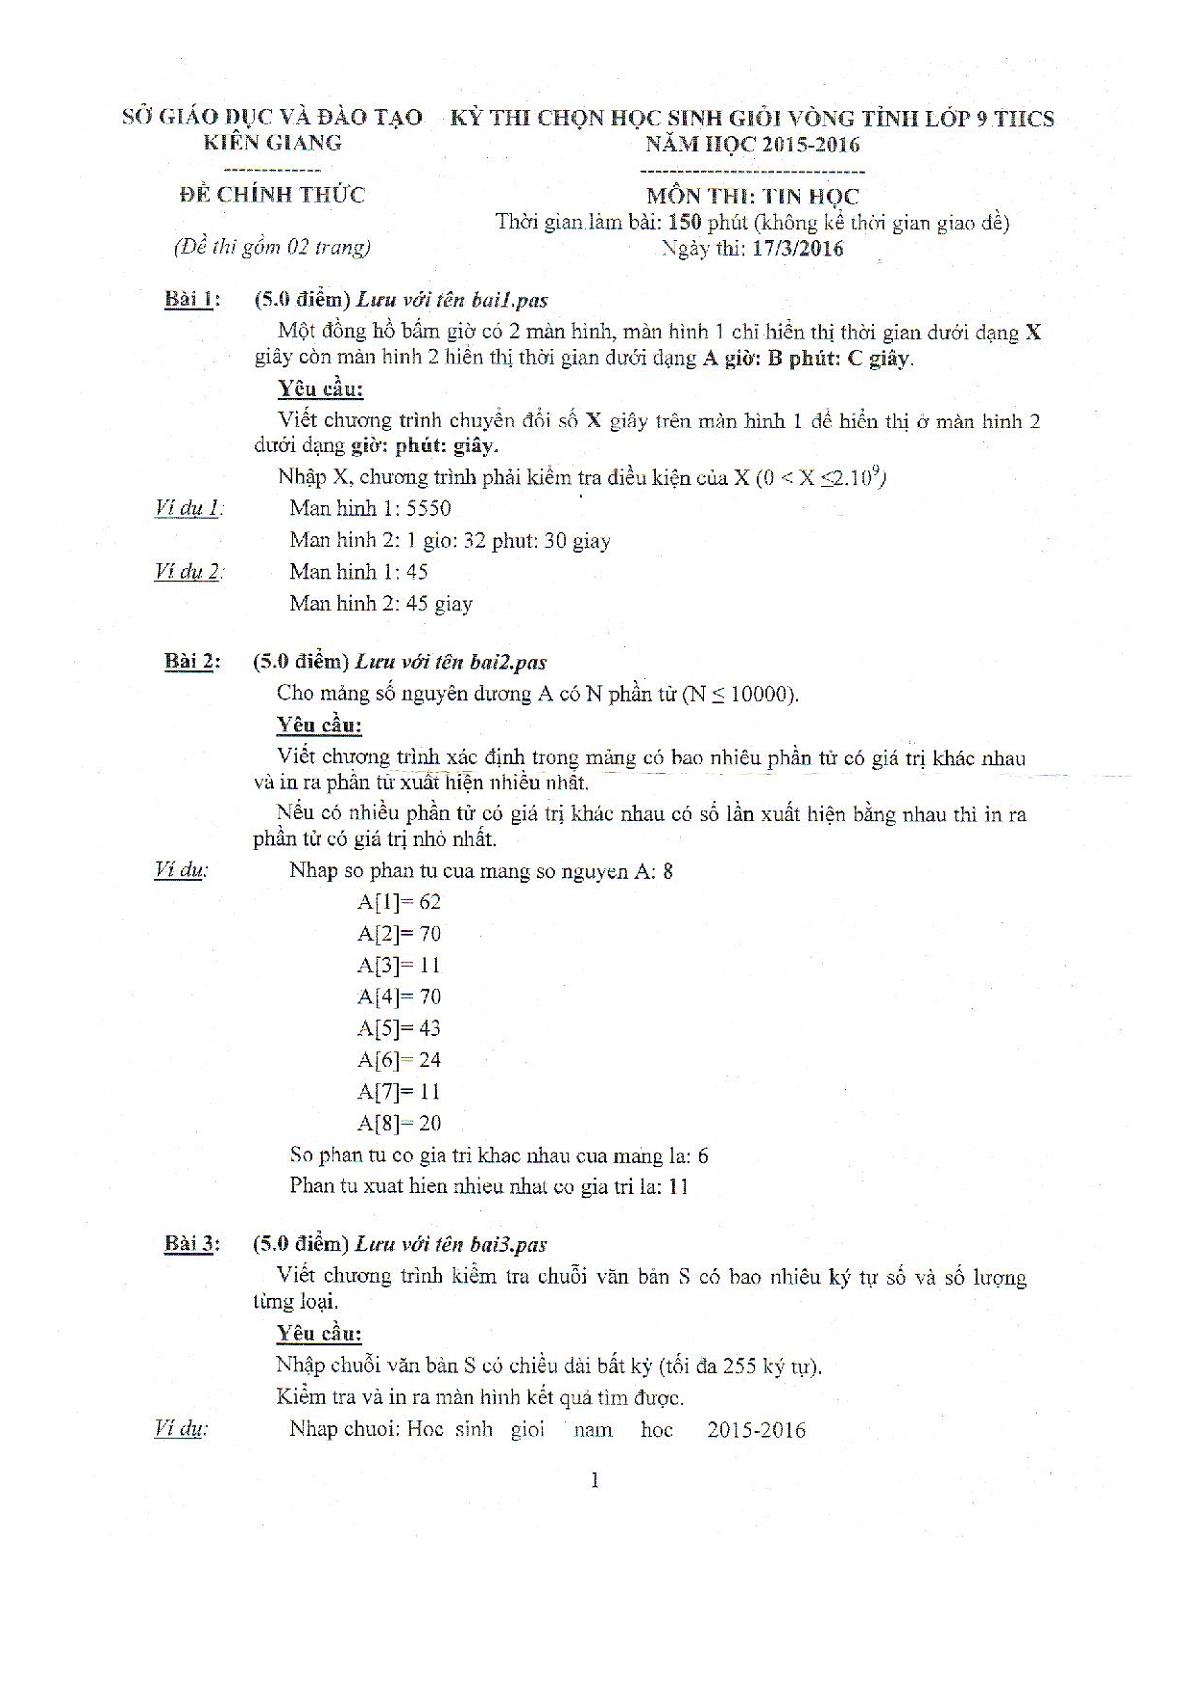 SỞ GIÁO DỤC VÀ ĐÀO TẠO KỲ THI CHỌN HỌC SINH GIỎI VÒNG TỈNH LỚP 9 THCS
KIÊN GIANG NĂM HỌC 2015-2016
------------- ------------------------------
ĐỀ CHÍNH THỨC MÔN THI: TIN HỌC
Thời gian làm bài: 150 phút (không kể thời gian giao đề)
(Đề thi gồm 02 trang) Ngày thi: 17/3/2016
Bài 1: (5.0 điểm) Lưu với tên bai1.pas
Một đồng hồ bấm giờ có 2 màn hình, màn hình 1 chỉ hiển thị thời gian dưới dạng X
giây còn màn hình 2 hiển thị thời gian dưới dạng A giờ: B phút: C giây.
Yêu cầu:
Viết chương trình chuyển đổi số X giây trên màn hình 1 để hiển thị ở màn hình 2
dưới dạng giờ: phút: giây.
Nhập X, chương trình phải kiểm tra điều kiện của X (0 < X ≤2.10⁹)
Ví dụ 1: Man hinh 1: 5550
Man hinh 2: 1 gio: 32 phut: 30 giay
Ví dụ 2: Man hinh 1: 45
Man hinh 2: 45 giay
Bài 2: (5.0 điểm) Lưu với tên bai2.pas
Cho mảng số nguyên dương A có N phần tử (N ≤ 10000).
Yêu cầu:
Viết chương trình xác định trong mảng có bao nhiêu phần tử có giá trị khác nhau
và in ra phần tử xuất hiện nhiều nhất.
Nếu có nhiều phần tử có giá trị khác nhau có số lần xuất hiện bằng nhau thì in ra
phần tử có giá trị nhỏ nhất.
Ví dụ: Nhap so phan tu cua mang so nguyen A: 8
A[1]= 62
A[2]= 70
A[3]= 11
A[4]= 70
A[5]= 43
A[6]= 24
A[7]= 11
A[8]= 20
So phan tu co gia tri khac nhau cua mang la: 6
Phan tu xuat hien nhieu nhat co gia tri la: 11
Bài 3: (5.0 điểm) Lưu với tên bai3.pas
Viết chương trình kiểm tra chuỗi văn bản S có bao nhiêu ký tự số và số lượng
từng loại.
Yêu cầu:
Nhập chuỗi văn bản S có chiều dài bất kỳ (tối đa 255 ký tự).
Kiểm tra và in ra màn hình kết quả tìm được.
Ví dụ: Nhap chuoi: Hoc sinh gioi nam hoc 2015-2016
1